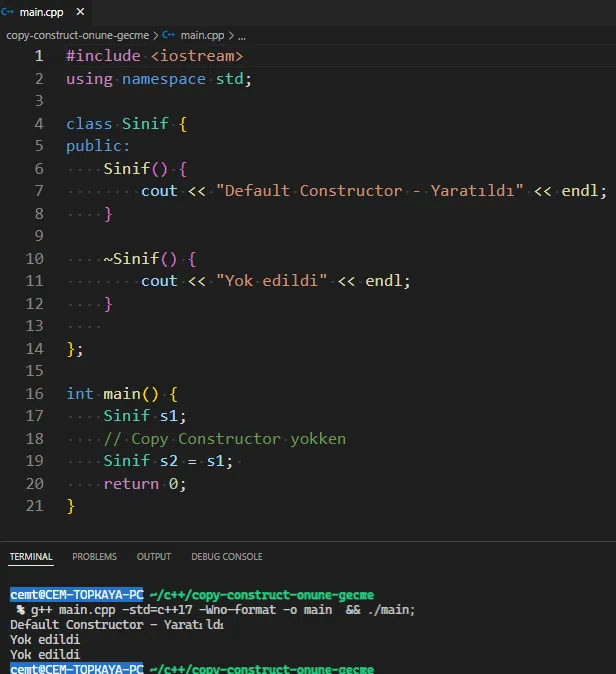 main.cpp ×
copy-construct-onune-gecme > main.cpp > ...
1 #include <iostream>
2 using namespace std;
3
4 class Sinif {
5 public:
6     Sinif() {
7         cout << "Default Constructor - Yaratıldı" << endl;
8     }
9
10     ~Sinif() {
11         cout << "Yok edildi" << endl;
12     }
13
14 };
15
16 int main() {
17     Sinif s1;
18     // Copy Constructor yokken
19     Sinif s2 = s1;
20     return 0;
21 }
TERMINAL PROBLEMS OUTPUT DEBUG CONSOLE
cemt@CEM-TOPKAYA-PC ~/c++/copy-construct-onune-gecme
% g++ main.cpp -std=c++17 -Wno-format -o main  && ./main;
Default Constructor - Yaratıldı
Yok edildi
Yok edildi
cemt@CEM-TOPKAYA-PC ~/c++/copy-construct-onune-gecme